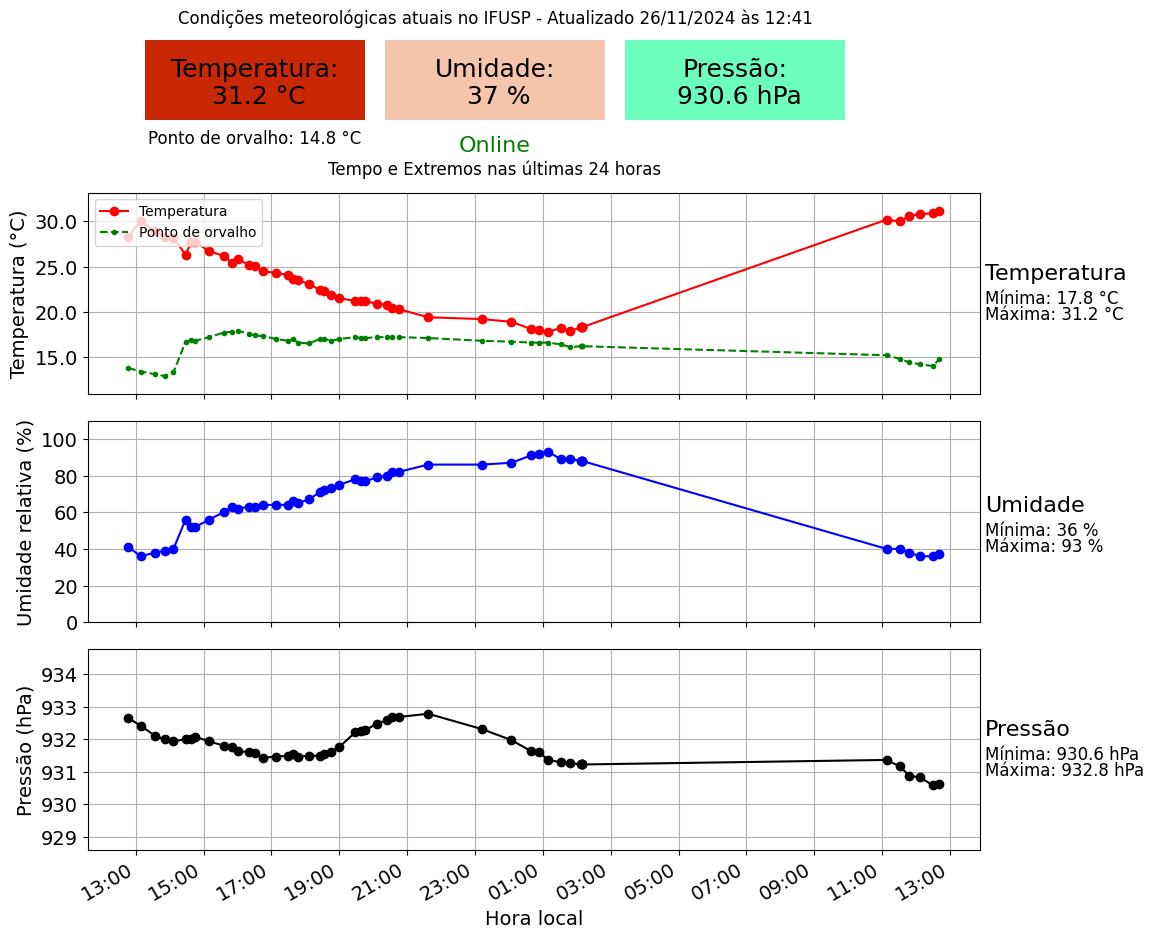 Condições meteorológicas atuais no IFUSP - Atualizado 26/11/2024 às 12:41
Temperatura:
31.2 °C
Umidade:
37 %
Pressão:
930.6 hPa
Ponto de orvalho: 14.8 °C
Online
Tempo e Extremos nas últimas 24 horas
Temperatura (°C)
30.0
25.0
20.0
15.0
Temperatura
Ponto de orvalho
Temperatura
Mínima: 17.8 °C
Máxima: 31.2 °C
Umidade relativa (%)
100
80
60
40
20
0
Umidade
Mínima: 36 %
Máxima: 93 %
Pressão (hPa)
934
933
932
931
930
929
Pressão
Mínima: 930.6 hPa
Máxima: 932.8 hPa
13:00 15:00 17:00 19:00 21:00 23:00 01:00 03:00 05:00 07:00 09:00 11:00 13:00
Hora local